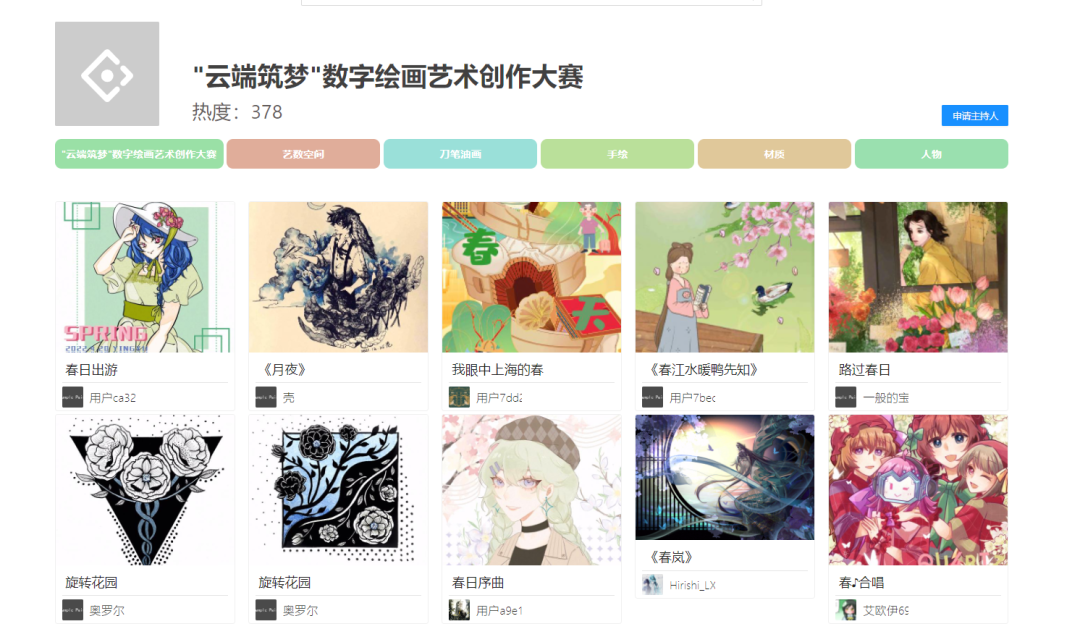 "云端筑梦"数字绘画艺术创作大赛
热度：378
申请主持人
"云端筑梦"数字绘画艺术创作大赛
艺数空间
刀笔油画
手绘
材质
人物
SPRING
春
天
春日出游
《月夜》
我眼中上海的春
《春江水暖鸭先知》
路过春日
用户ca32
壳
用户7dd2
用户7bec
一般的宝
旋转花园
旋转花园
春日序曲
《春岚》
春♪合唱
奥罗尔
奥罗尔
用户a9e1
Hirishi_LX
艾欧伊69